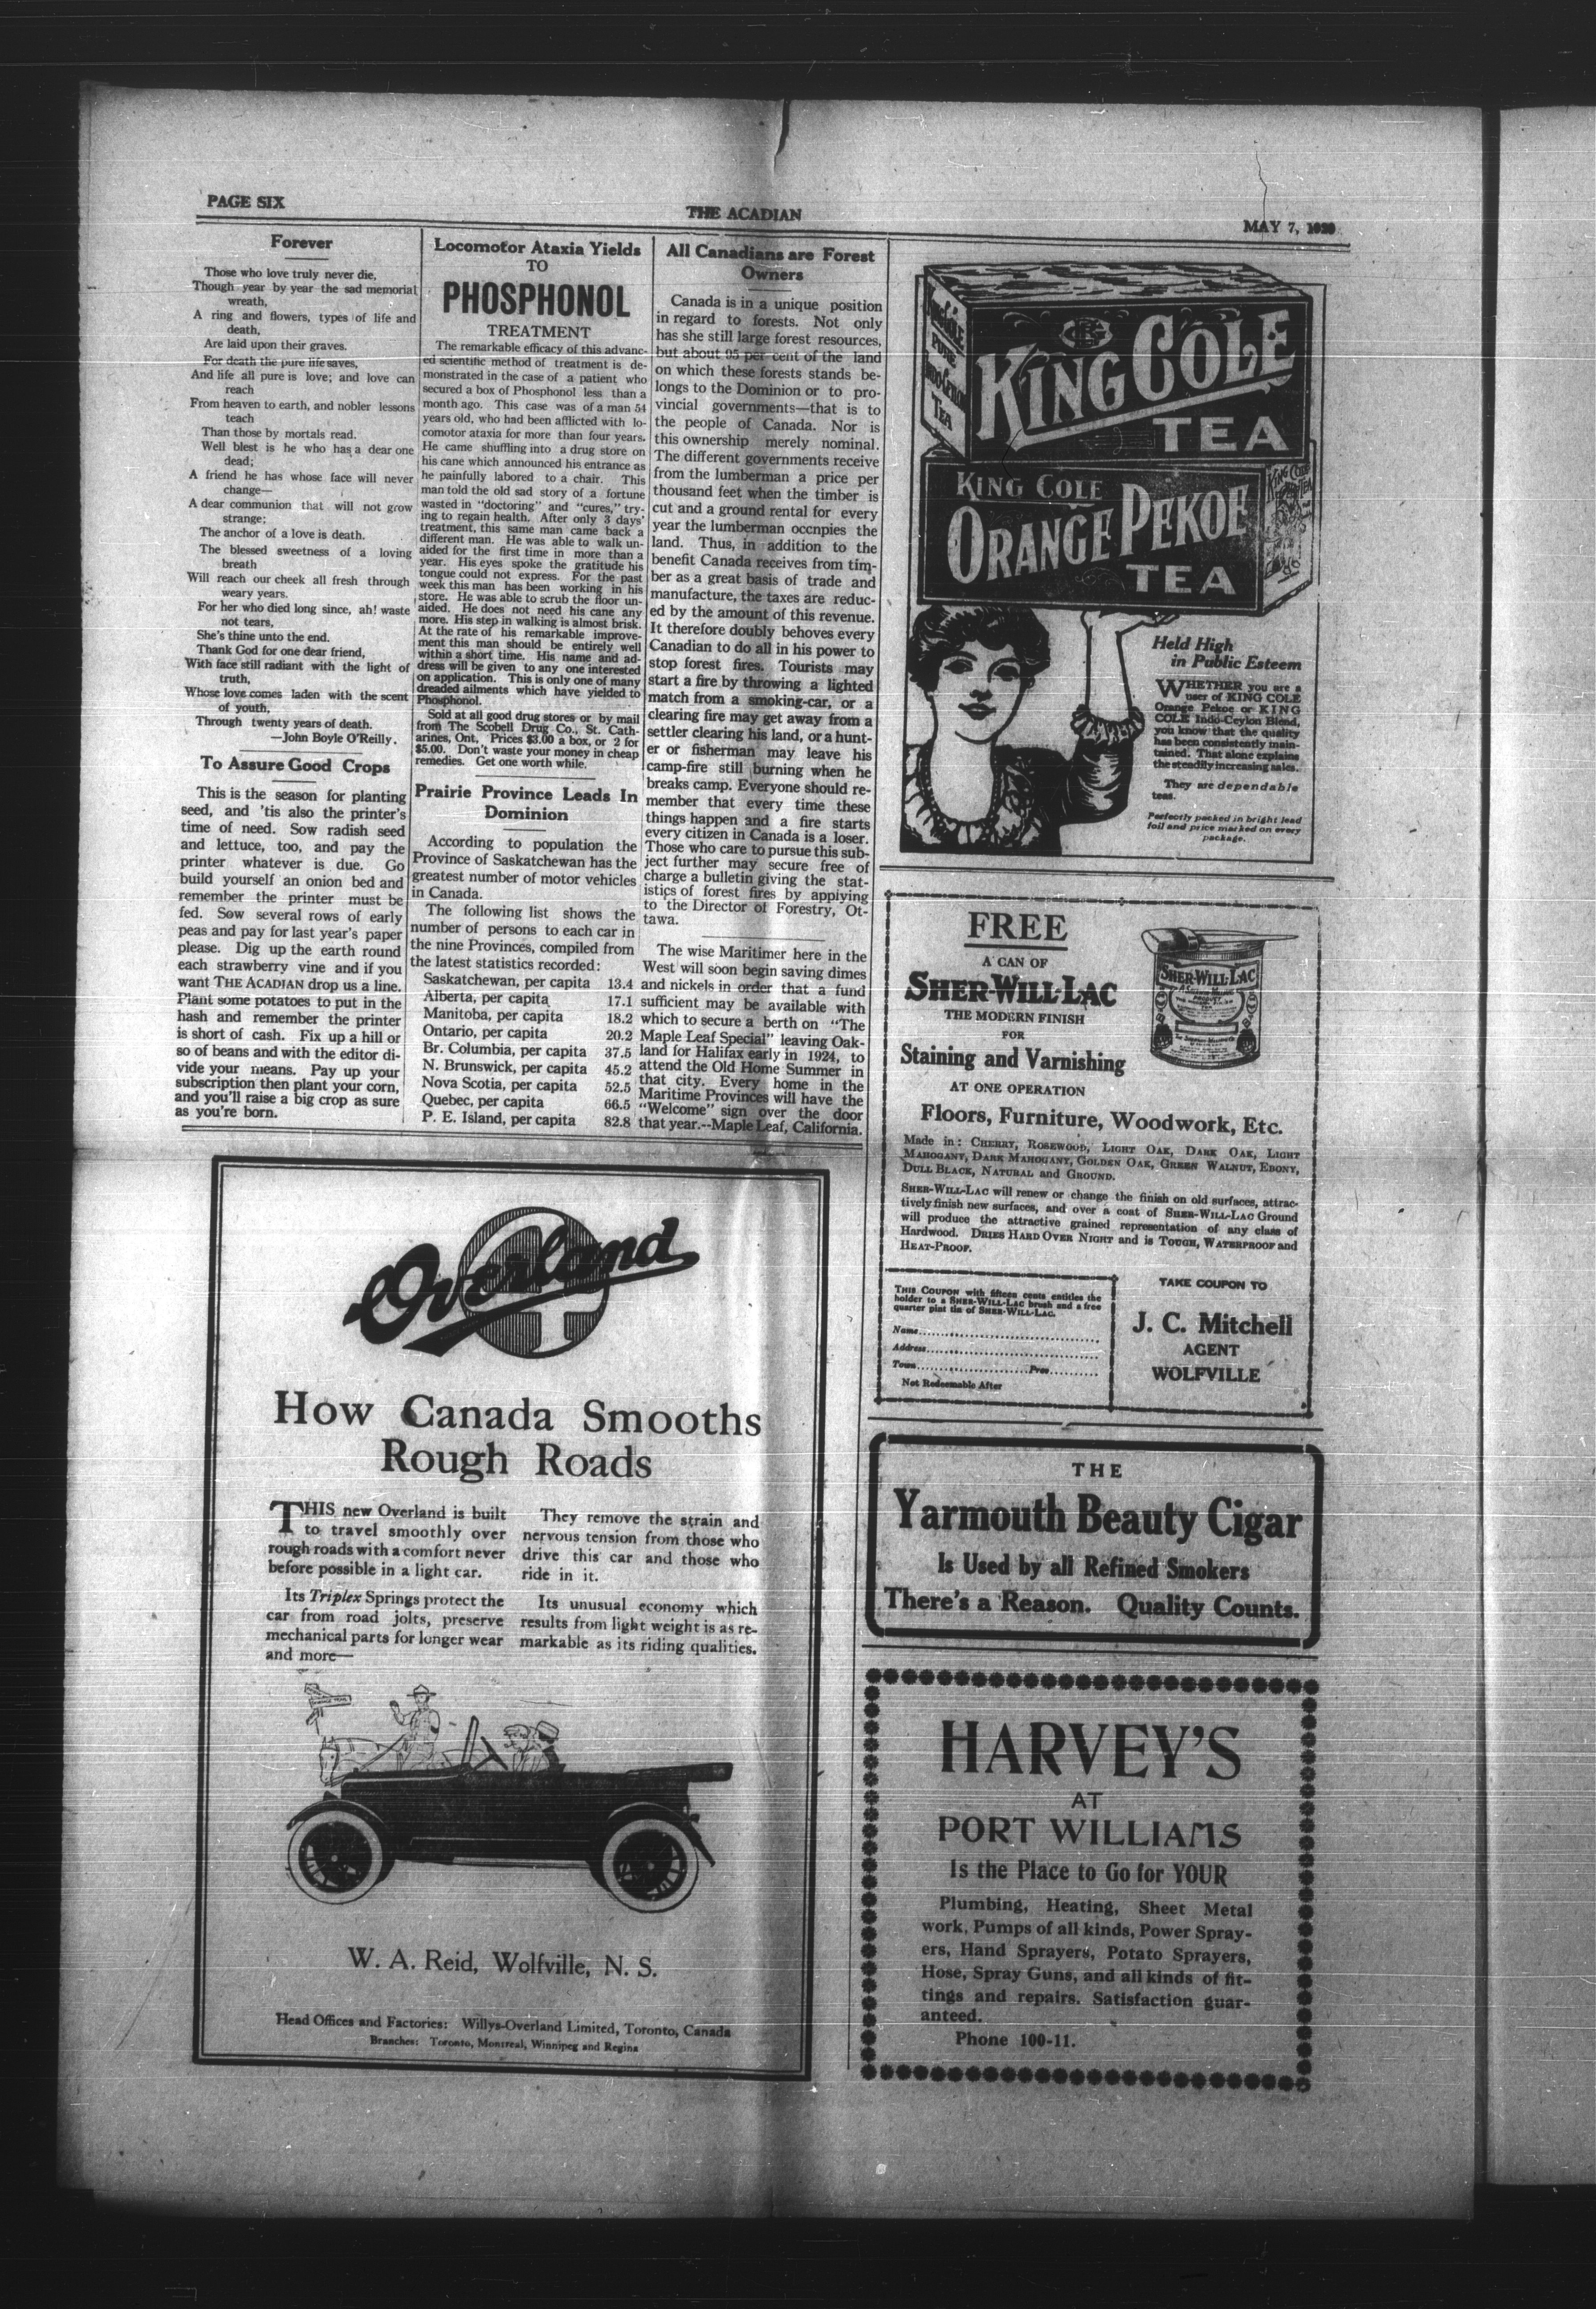 PAGE SIX
THE ACADIAN
MAY 7, 1920
Forever
Those who love truly never die,
Though year by year the sad memorial
wreath,
A ring and flowers, types of life and
death,
Are laid upon their graves.
For death the pure life saves,
And life all pure is love; and love can
reach
From heaven to earth, and nobler lessons
teach
Than those by mortals read.
Well blest is he who has a dear one
dead;
A friend he has whose face will never
change—
A dear communion that will not grow
strange;
The anchor of a love is death.
The blessed sweetness of a loving
breath
Will reach our cheek all fresh through
weary years.
For her who died long since, ah! waste
not tears,
She's thine unto the end.
Thank God for one dear friend,
With face still radiant with the light of
truth,
Whose love comes laden with the scent
of youth,
Through twenty years of death.
—John Boyle O'Reilly.
To Assure Good Crops
This is the season for planting
seed, and 'tis also the printer's
time of need. Sow radish seed
and lettuce, too, and pay the
printer whatever is due. Go
build yourself an onion bed and
remember the printer must be
fed. Sow several rows of early
peas and pay for last year's paper
please. Dig up the earth round
each strawberry vine and if you
want THE ACADIAN drop us a line.
Plant some potatoes to put in the
hash and remember the printer
is short of cash. Fix up a hill or
so of beans and with the editor di-
vide your means. Pay up your
subscription then plant your corn,
and you'll raise a big crop as sure
as you're born.
Locomotor Ataxia Yields
TO
PHOSPHONOL
TREATMENT
The remarkable efficacy of this advanc-
ed scientific method of treatment is de-
monstrated in the case of a patient who
secured a box of Phosphonol less than a
month ago. This case was of a man 54
years old, who had been afflicted with lo-
comotor ataxia for more than four years.
He came shuffling into a drug store on
his cane which announced his entrance as
he painfully labored to a chair. This
man told the old sad story of a fortune
wasted in "doctoring" and "cures," try-
ing to regain health. After only 3 days'
treatment, this same man came back a
different man. He was able to walk un-
aided for the first time in more than a
year. His eyes spoke the gratitude his
tongue could not express. For the past
week this man has been working in his
store. He was able to scrub the floor un-
aided. He does not need his cane any
more. His step in walking is almost brisk.
At the rate of his remarkable improve-
ment this man should be entirely well
within a short time. His name and ad-
dress will be given to any one interested
on application. This is only one of many
dreaded ailments which have yielded to
Phosphonol.
Sold at all good drug stores or by mail
from The Scobell Drug Co., St. Cath-
arines, Ont. Prices $3.00 a box, or 2 for
$5.00. Don't waste your money in cheap
remedies. Get one worth while.
Prairie Province Leads In
Dominion
According to population the
Province of Saskatchewan has the
greatest number of motor vehicles
in Canada.
The following list shows the
number of persons to each car in
the nine Provinces, compiled from
the latest statistics recorded:
Saskatchewan, per capita 13.4
Alberta, per capita 17.1
Manitoba, per capita 18.2
Ontario, per capita 20.2
Br. Columbia, per capita 37.5
N. Brunswick, per capita 45.2
Nova Scotia, per capita 52.5
Quebec, per capita 66.5
P. E. Island, per capita 82.8
All Canadians are Forest
Owners
Canada is in a unique position
in regard to forests. Not only
has she still large forest resources,
but about 95 per cent of the land
on which these forests stands be-
longs to the Dominion or to pro-
vincial governments—that is to
the people of Canada. Nor is
this ownership merely nominal.
The different governments receive
from the lumberman a price per
thousand feet when the timber is
cut and a ground rental for every
year the lumberman occnpies the
land. Thus, in addition to the
benefit Canada receives from tim-
ber as a great basis of trade and
manufacture, the taxes are reduc-
ed by the amount of this revenue.
It therefore doubly behoves every
Canadian to do all in his power to
stop forest fires. Tourists may
start a fire by throwing a lighted
match from a smoking-car, or a
clearing fire may get away from a
settler clearing his land, or a hunt-
er or fisherman may leave his
camp-fire still burning when he
breaks camp. Everyone should re-
member that every time these
things happen and a fire starts
every citizen in Canada is a loser.
Those who care to pursue this sub-
ject further may secure free of
charge a bulletin giving the stat-
istics of forest fires by applying
to the Director of Forestry, Ot-
tawa.
The wise Maritimer here in the
West will soon begin saving dimes
and nickels in order that a fund
sufficient may be available with
which to secure a berth on "The
Maple Leaf Special" leaving Oak-
land for Halifax early in 1924, to
attend the Old Home Summer in
that city. Every home in the
Maritime Provinces will have the
"Welcome" sign over the door
that year.--Maple Leaf, California.
KING COLE
TEA
KING COLE
ORANGE PEKOE
TEA
Held High
in Public Esteem
WHETHER you are a
user of KING COLE
Orange Pekoe or KING
COLE Indo-Ceylon Blend,
you know that the quality
has been consistently main-
tained. That alone explains
the steadily increasing sales.
They are dependable
teas.
Perfectly packed in bright lead
foil and price marked on every
package.
FREE
A CAN OF
SHER-WILL-LAC
THE MODERN FINISH
FOR
Staining and Varnishing
AT ONE OPERATION
Floors, Furniture, Woodwork, Etc.
SHER-WILL-LAC
Made in: CHERRY, ROSEWOOD, LIGHT OAK, DARK OAK, LIGHT
MAHOGANY, DARK MAHOGANY, GOLDEN OAK, GREEN WALNUT, EBONY,
DULL BLACK, NATURAL and GROUND.
SHER-WILL-LAC will renew or change the finish on old surfaces, attrac-
tively finish new surfaces, and over a coat of SHER-WILL-LAC Ground
will produce the attractive grained representation of any class of
Hardwood. DRIES HARD OVER NIGHT and is TOUGH, WATERPROOF and
HEAT-PROOF.
THIS COUPON with fifteen cents entitles the
holder to a SHER-WILL-LAC brush and a free
quarter pint tin of SHER-WILL-LAC.
Name
Address
Town Prov
Not Redeemable After
TAKE COUPON TO
J. C. Mitchell
AGENT
WOLFVILLE
THE
Yarmouth Beauty Cigar
Is Used by all Refined Smokers
There's a Reason. Quality Counts.
HARVEY'S
AT
PORT WILLIAMS
Is the Place to Go for YOUR
Plumbing, Heating, Sheet Metal
work, Pumps of all kinds, Power Spray-
ers, Hand Sprayers, Potato Sprayers,
Hose, Spray Guns, and all kinds of fit-
tings and repairs. Satisfaction guar-
anteed.
Phone 100-11.
Overland
How Canada Smooths
Rough Roads
THIS new Overland is built
to travel smoothly over
rough roads with a comfort never
before possible in a light car.
Its Triplex Springs protect the
car from road jolts, preserve
mechanical parts for longer wear
and more—
They remove the strain and
nervous tension from those who
drive this car and those who
ride in it.
Its unusual economy which
results from light weight is as re-
markable as its riding qualities.
W. A. Reid, Wolfville, N. S.
Head Offices and Factories: Willys-Overland Limited, Toronto, Canada
Branches: Toronto, Montreal, Winnipeg and Regina